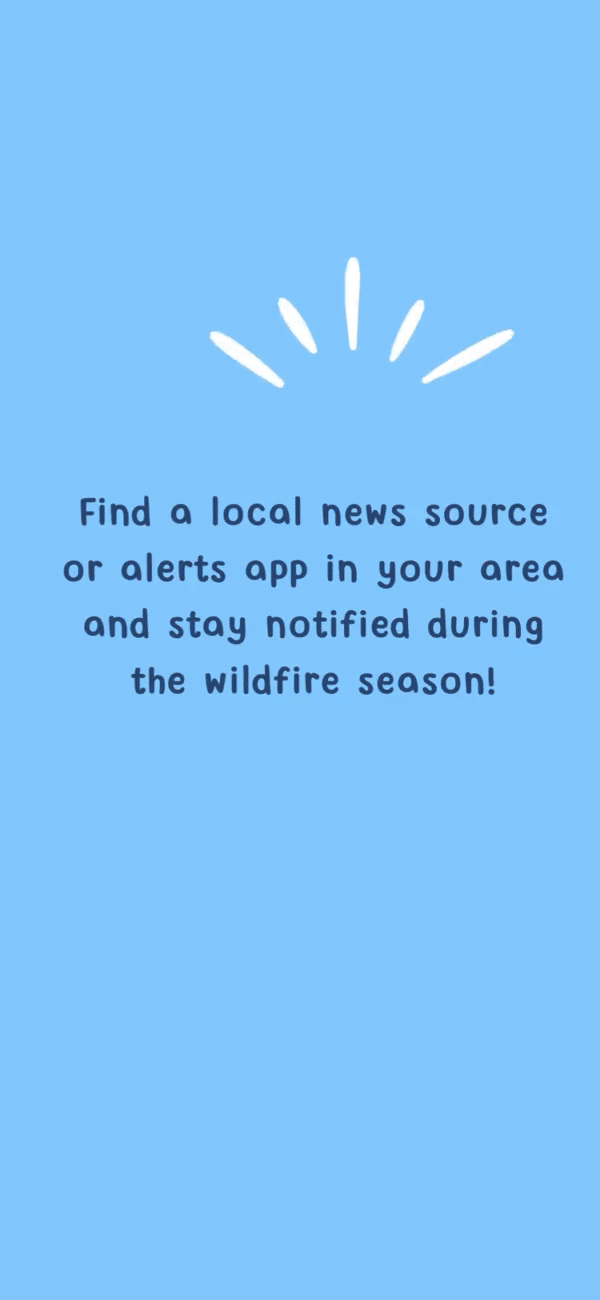 Find a local news source
or alerts app in your area
and stay notified during
the wildfire season!